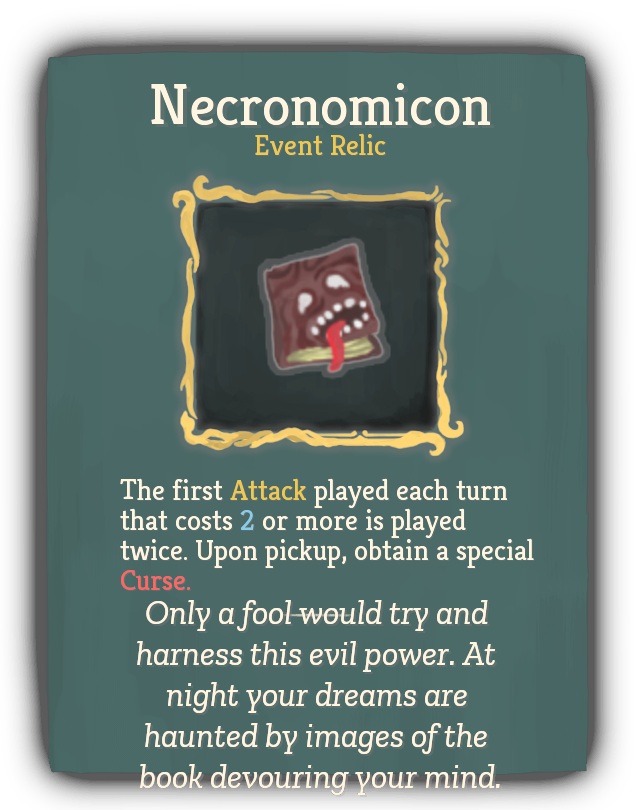 Necronomicon
Event Relic
The first Attack played each turn
that costs 2 or more is played
twice. Upon pickup, obtain a special
Curse.
Only a fool would try and
harness this evil power. At
night your dreams are
haunted by images of the
book devouring your mind.